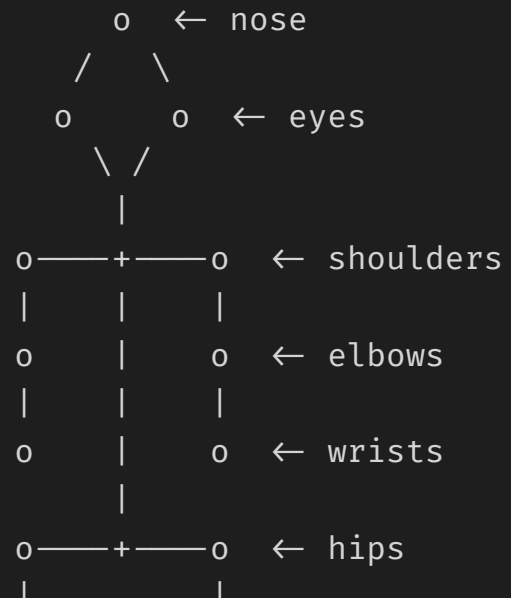 o ← nose
/ \
o o ← eyes
\ /
|
o────+────o ← shoulders
| | |
o | o ← elbows
| | |
o | o ← wrists
|
o────+────o ← hips
| |